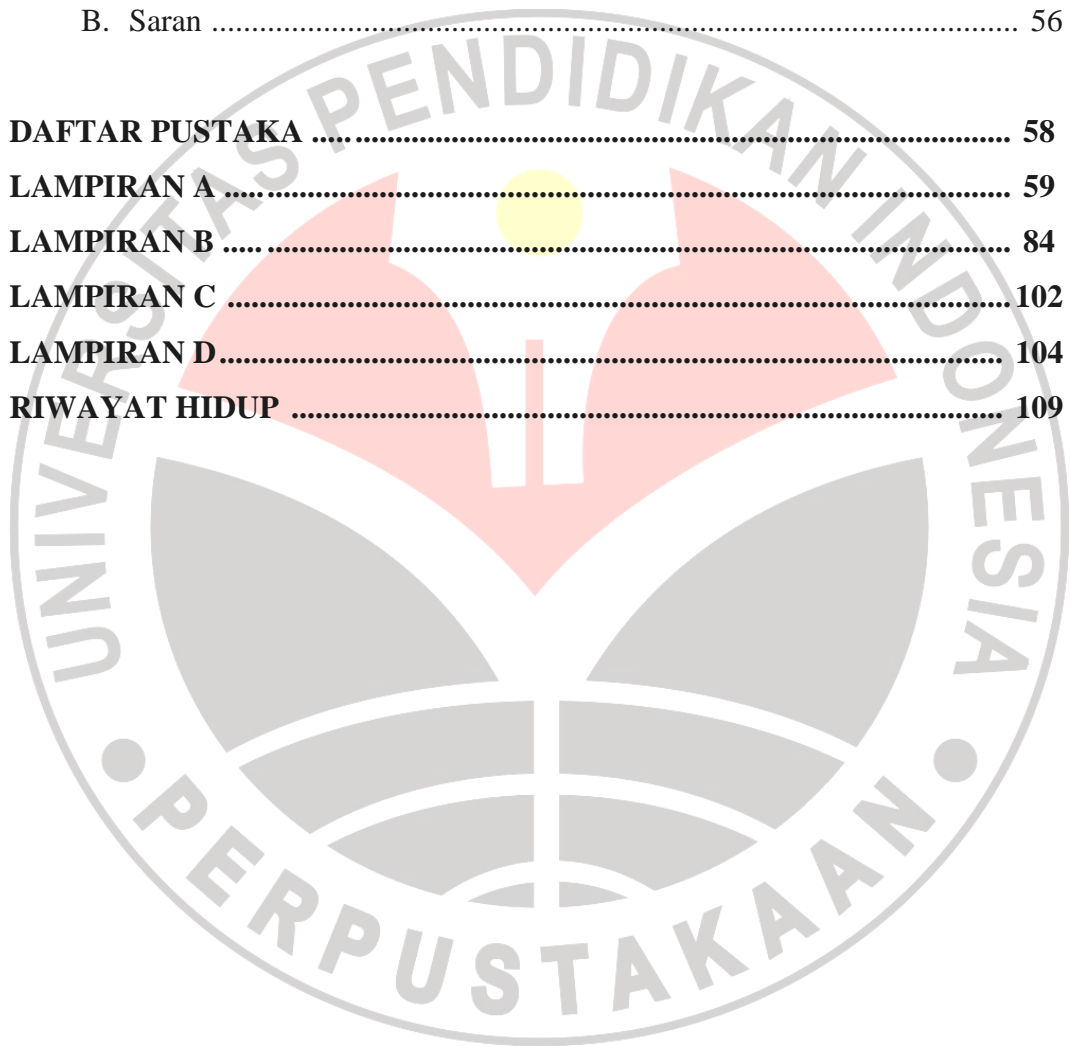 B. Saran ........................................................................................................ 56
DAFTAR PUSTAKA ..... .................................................................................... 58
LAMPIRAN A ...... ............................................................................................ 59
LAMPIRAN B ..... ............................................................................................. 84
LAMPIRAN C ....................................................................................................102
LAMPIRAN D.................................................................................................... 104
RIWAYAT HIDUP ........................................................................................... 109
UNIVERSITAS PENDIDIKAN INDONESIA
PERPUSTAKAAN